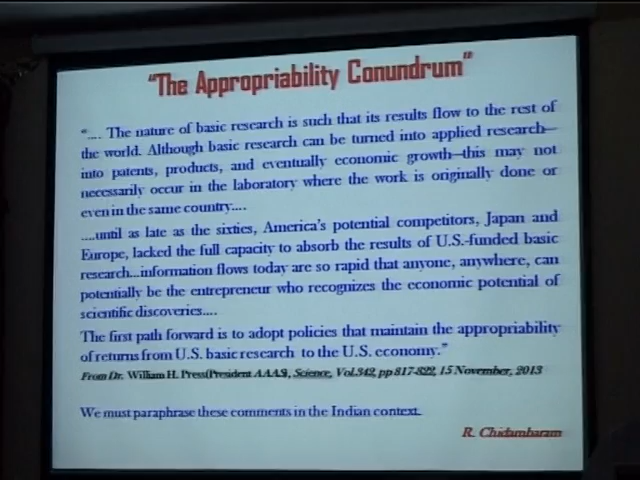 "The Appropriability Conundrum"
".... The nature of basic research is such that its results flow to the rest of
the world. Although basic research can be turned into applied research—
into patents, products, and eventually economic growth—this may not
necessarily occur in the laboratory where the work is originally done or
even in the same country....
....until as late as the sixties, America's potential competitors, Japan and
Europe, lacked the full capacity to absorb the results of U.S.-funded basic
research...information flows today are so rapid that anyone, anywhere, can
potentially be the entrepreneur who recognizes the economic potential of
scientific discoveries....
The first path forward is to adopt policies that maintain the appropriability
of returns from U.S. basic research to the U.S. economy."
From Dr. William H. Press(President AAAS), Science, Vol.342, pp 817-822, 15 November, 2013
We must paraphrase these comments in the Indian context.
R. Chidambaram